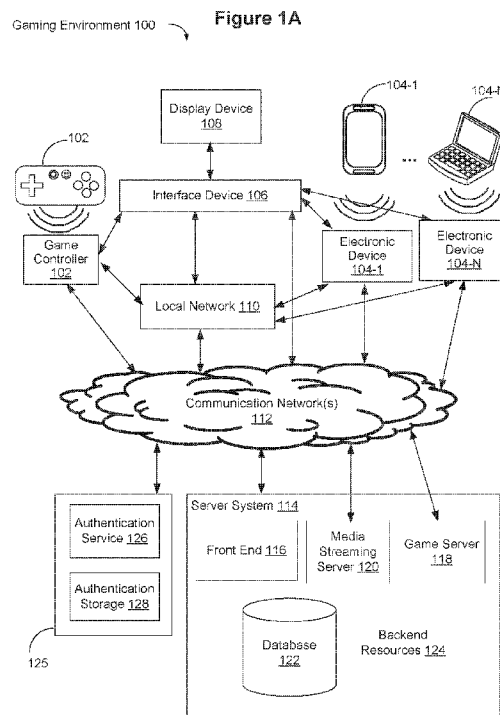 Figure 1A
Gaming Environment 100
104-1
104-N
102
Display Device
108
...
Interface Device 106
Game
Controller
102
Electronic
Device
104-1
Electronic
Device
104-N
Local Network 110
Communication Network(s)
112
Server System 114
Authentication
Service 126
Front End 116
Media
Streaming
Server 120
Game Server
118
Authentication
Storage 128
Database
122
Backend
Resources 124
125